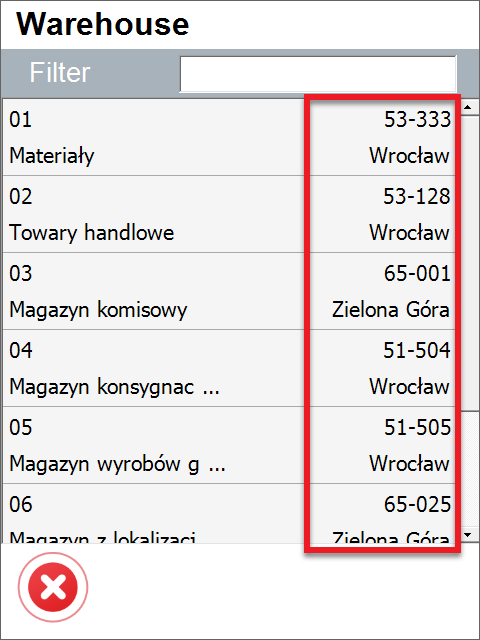 Warehouse
Filter
01 53-333
Materiały Wrocław
02 53-128
Towary handlowe Wrocław
03 65-001
Magazyn komisowy Zielona Góra
04 51-504
Magazyn konsygnac ... Wrocław
05 51-505
Magazyn wyrobów g ... Wrocław
06 65-025
Magazyn z lokalizacj Zielona Góra